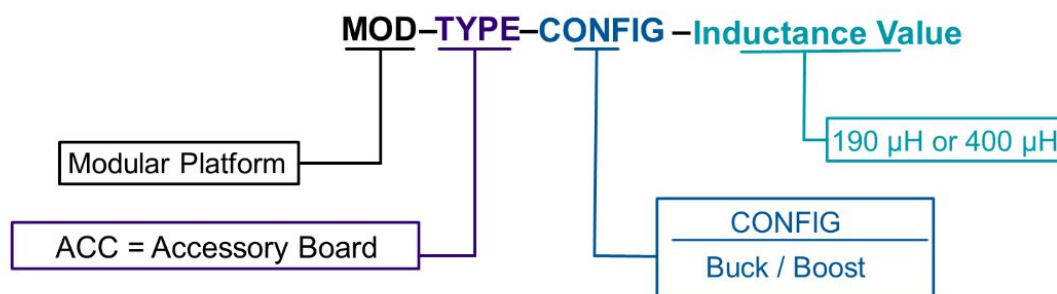 MOD–TYPE–CONFIG –Inductance Value
190 µH or 400 µH
Modular Platform
ACC = Accessory Board
CONFIG
Buck / Boost